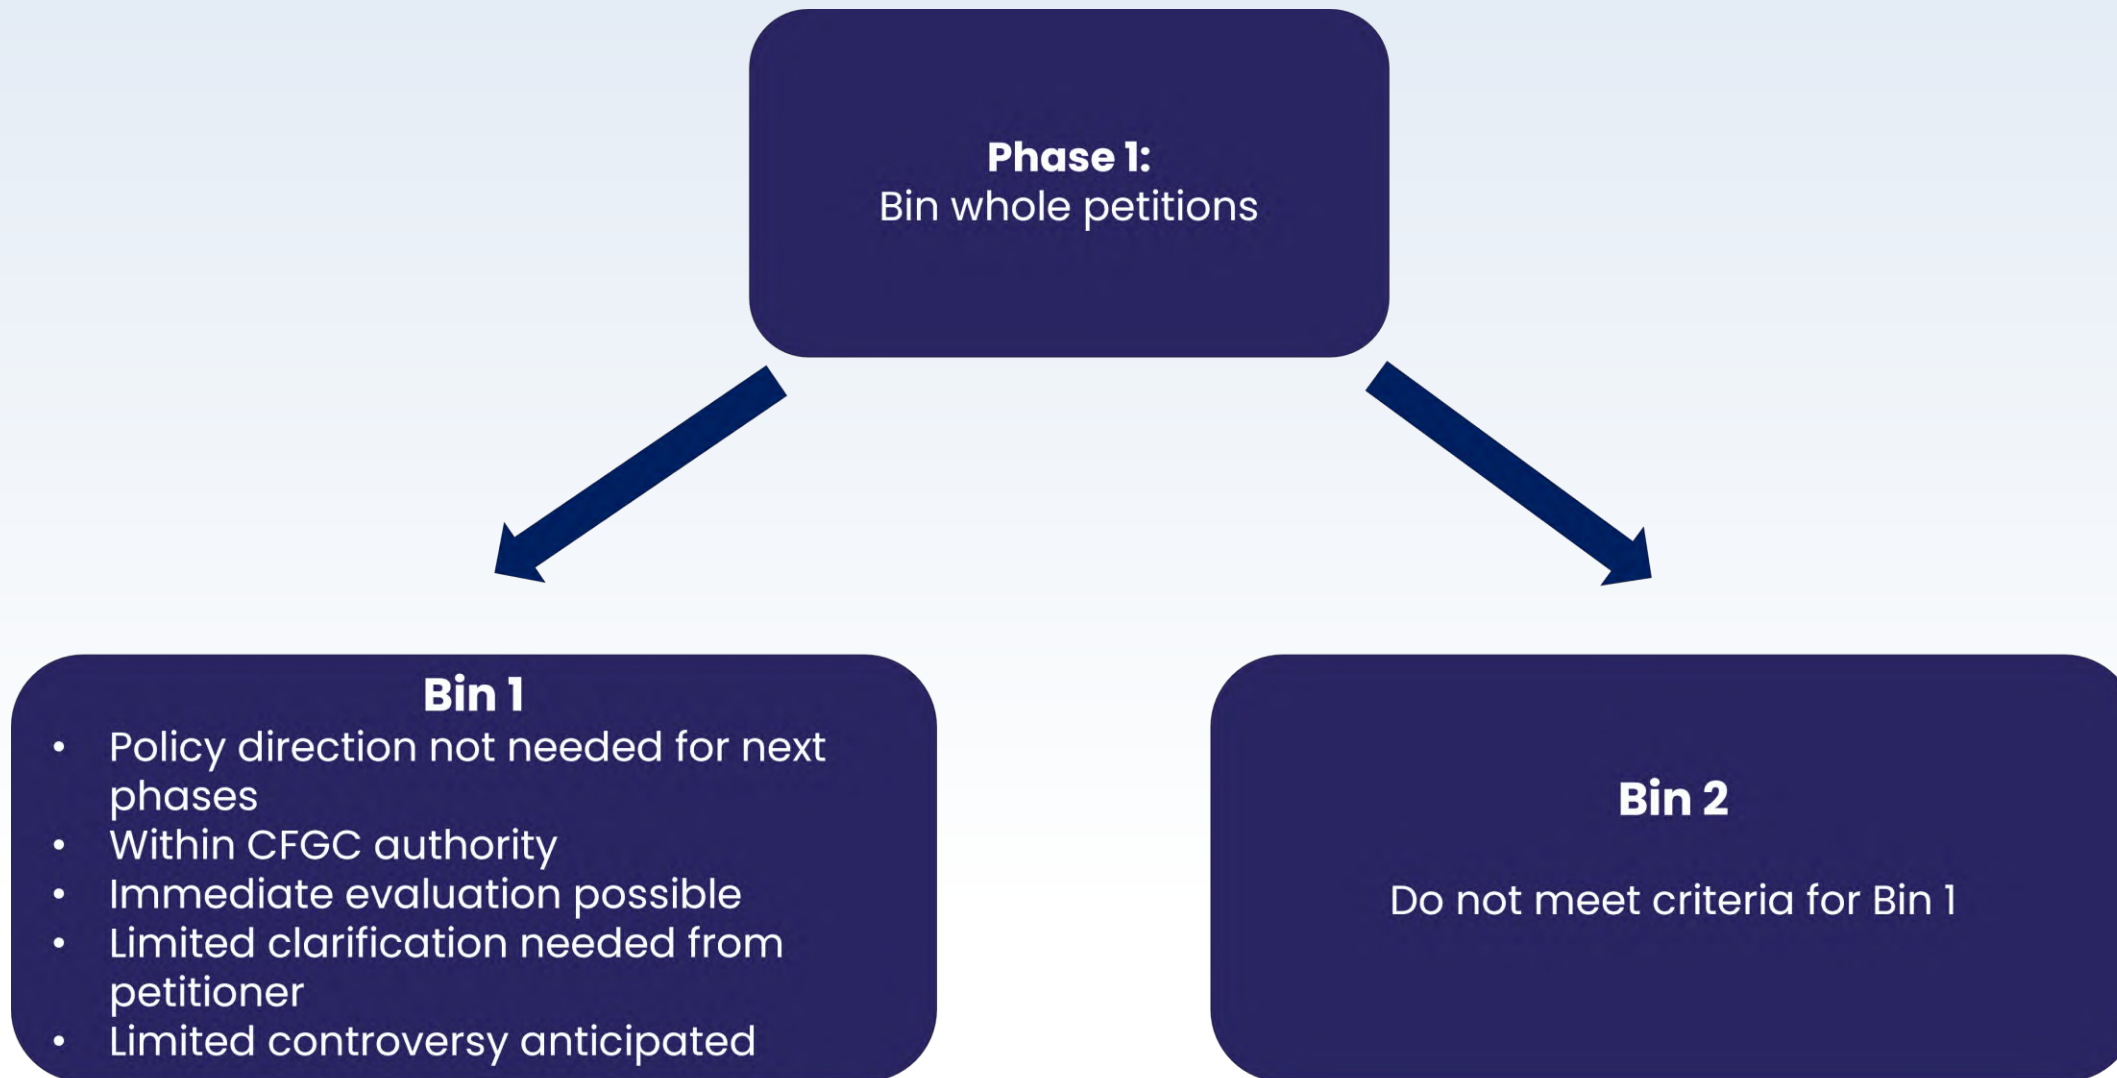 Phase 1:
Bin whole petitions
Bin 1
• Policy direction not needed for next
phases
• Within CFGC authority
• Immediate evaluation possible
• Limited clarification needed from
petitioner
• Limited controversy anticipated
Bin 2
Do not meet criteria for Bin 1